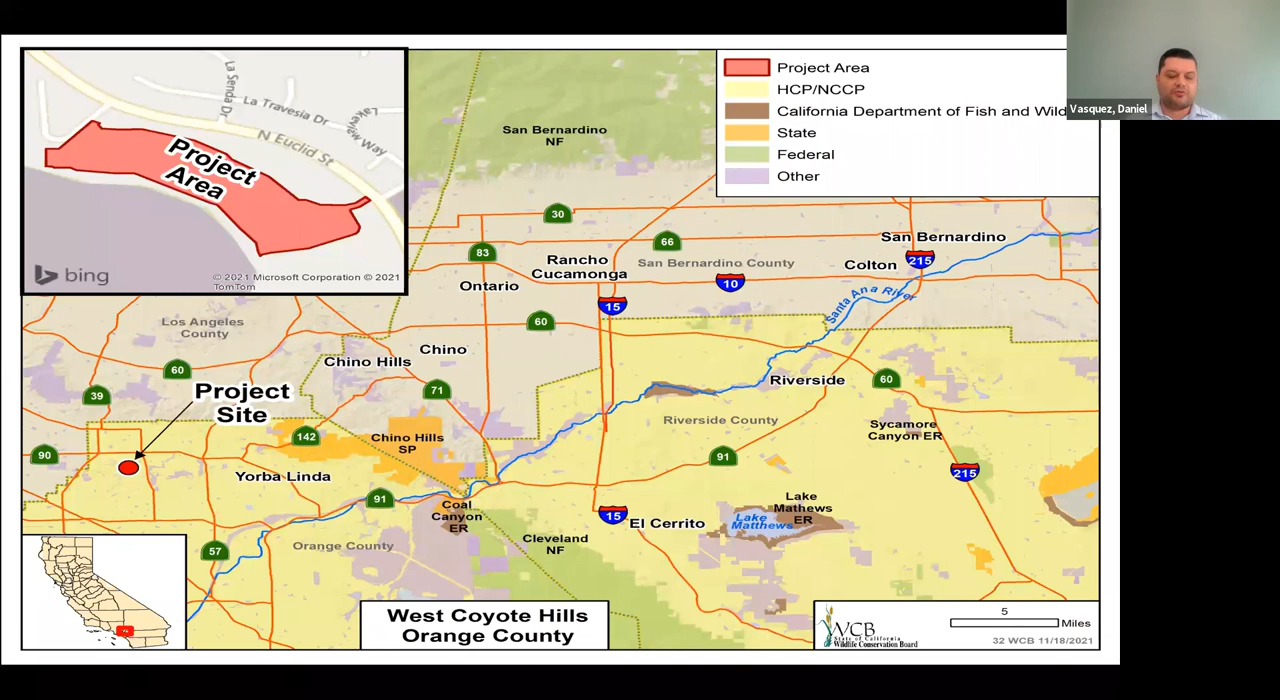 La Senda Dr
La Travesia Dr
Lakeview Way
N Euclid St
Project
Area
bing
© 2021 Microsoft Corporation © 2021
TomTom
San Bernardino
NF
Project Area
HCP/NCCP
California Department of Fish and Wild
State
Federal
Other
Vasquez, Daniel
30
66
83
San Bernardino
Rancho
Cucamonga
San Bernardino County
Colton
215
Ontario
10
15
Santa Ana River
60
Los Angeles
County
Chino
Chino Hills
60
71
Riverside
60
39
Project
Site
Riverside County
Sycamore
Canyon ER
142
Chino Hills
SP
90
91
215
Yorba Linda
91
Coal
Canyon
ER
Lake
Mathews
ER
15
El Cerrito
Lake
Matthews
57
Orange County
Cleveland
NF
West Coyote Hills
Orange County
WCB
State of California
Wildlife Conservation Board
5
Miles
32 WCB 11/18/2021